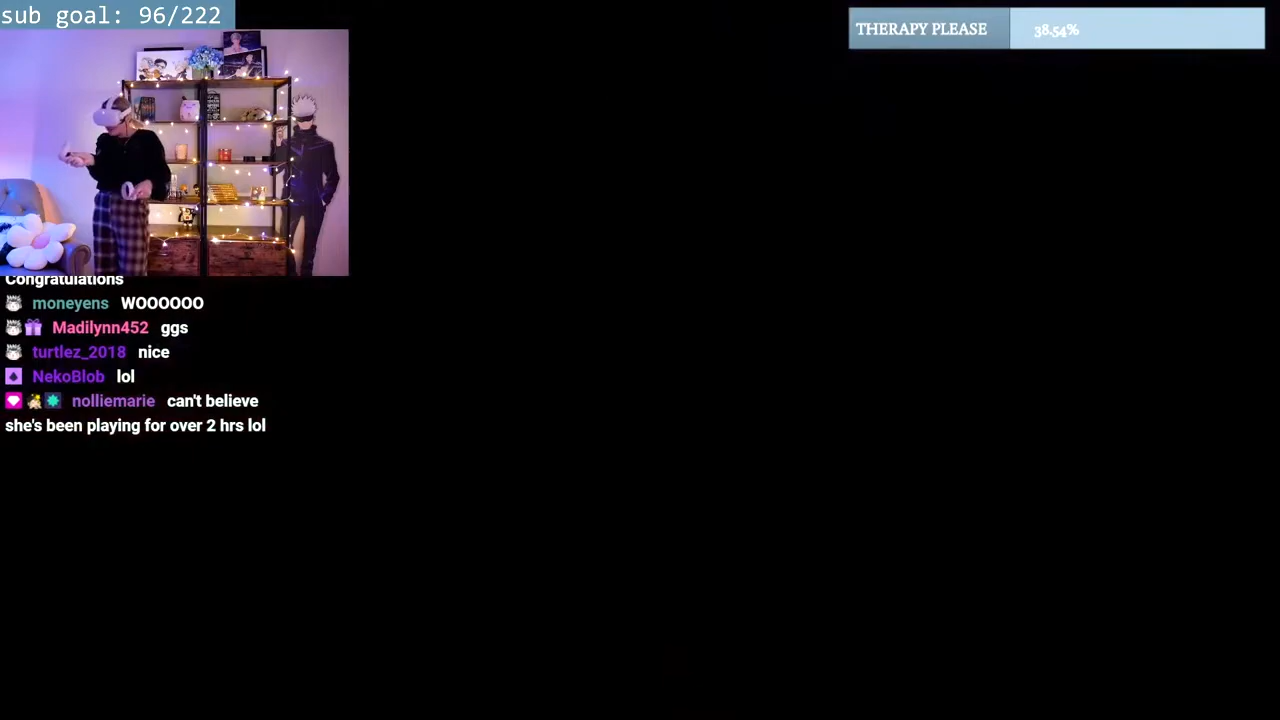 sub goal: 96/222
THERAPY PLEASE 38.54%
Congratulations
moneyens WOOOOOO
Madilynn452 ggs
turtlez_2018 nice
NekoBlob lol
nolliemarie can't believe
she's been playing for over 2 hrs lol